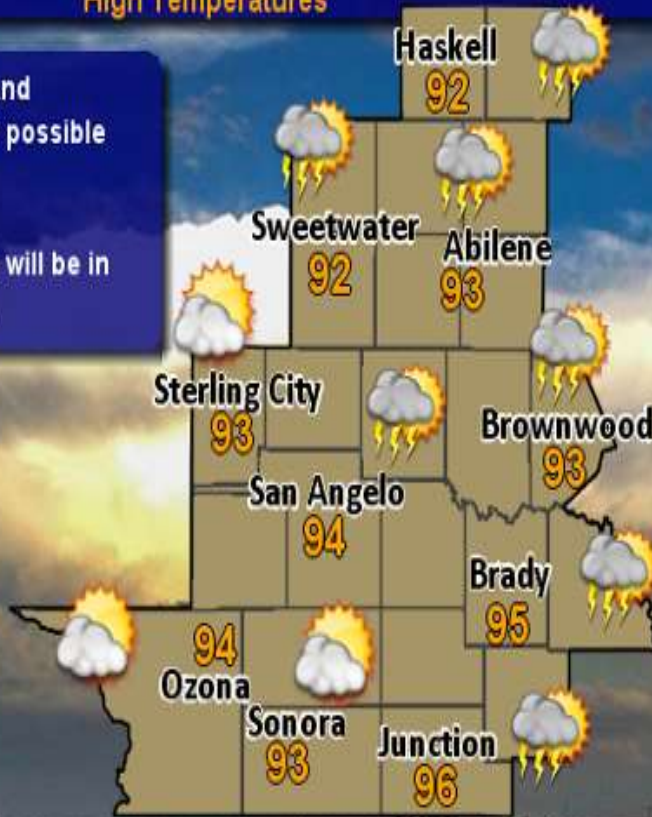 High Temperatures
Haskell
92
possible
will be in
Sweetwater
92
Abilene
93
Sterling City
93
Brownwood
93
San Angelo
94
Brady
95
94
Ozona
Sonora
93
Junction
96